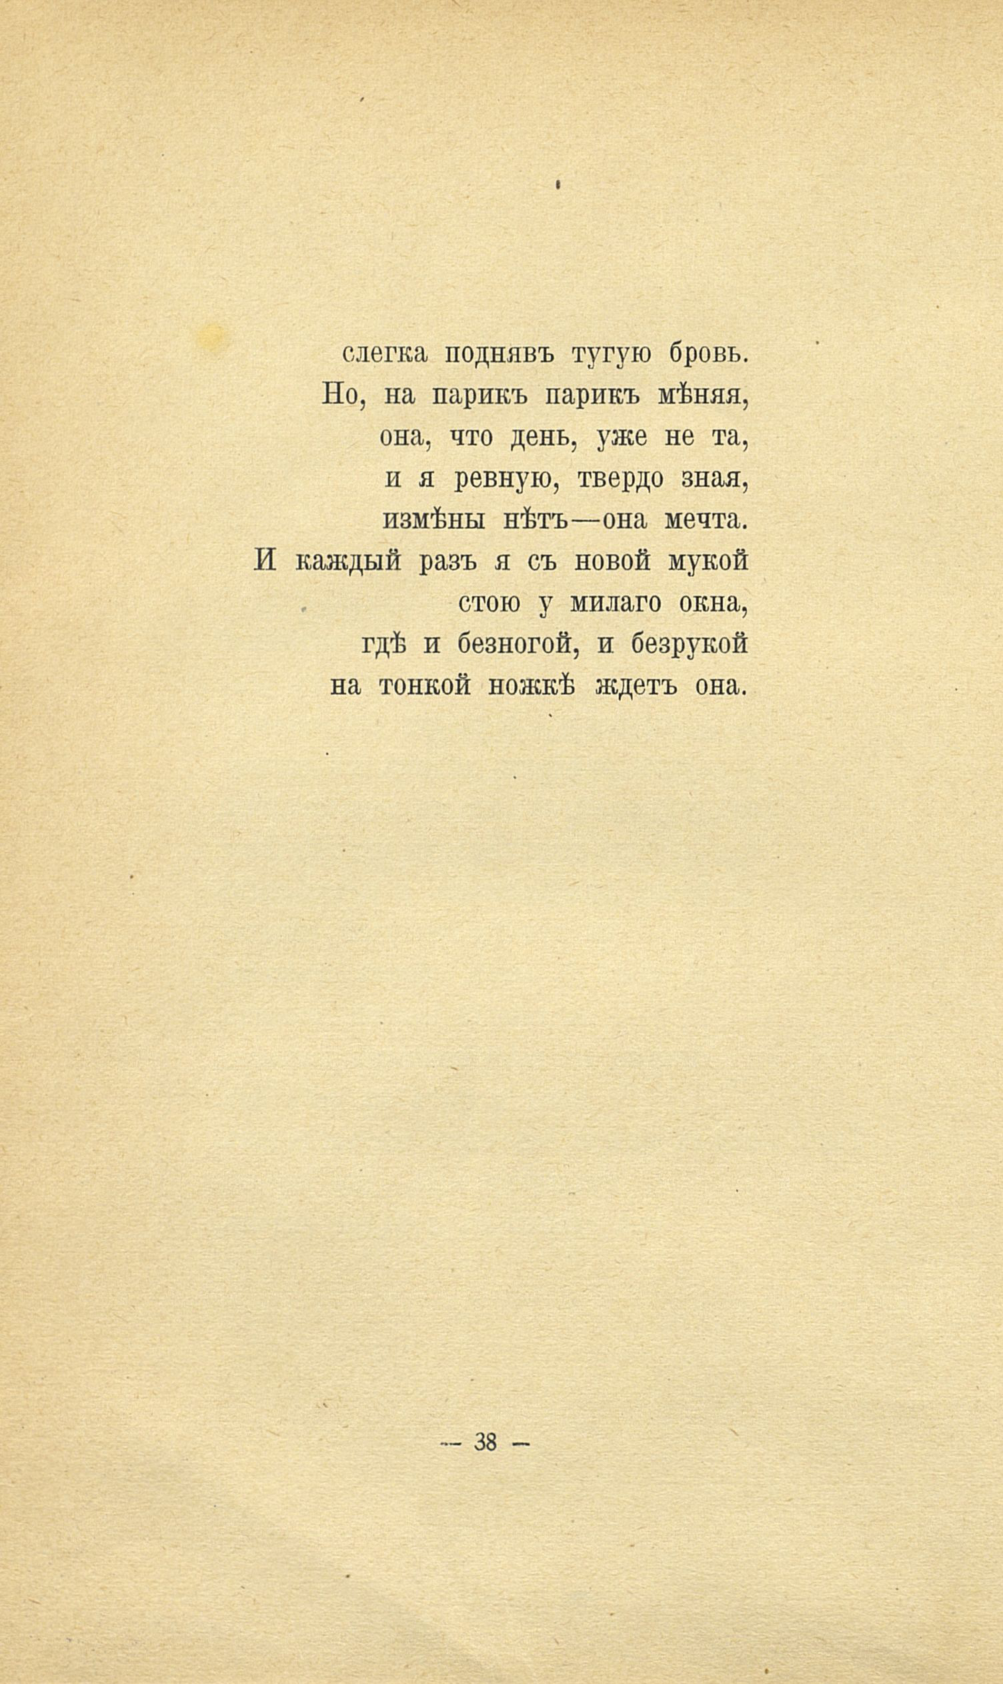 слегка поднявъ тугую бровь.
Но, на парикъ парикъ мѣняя,
она, что день, уже не та,
и я ревную, твердо зная,
измѣны нѣтъ—она мечта.
И каждый разъ я съ новой мукой
стою у милаго окна,
гдѣ и безногой, и безрукой
на тонкой ножкѣ ждетъ она.
— 38 —